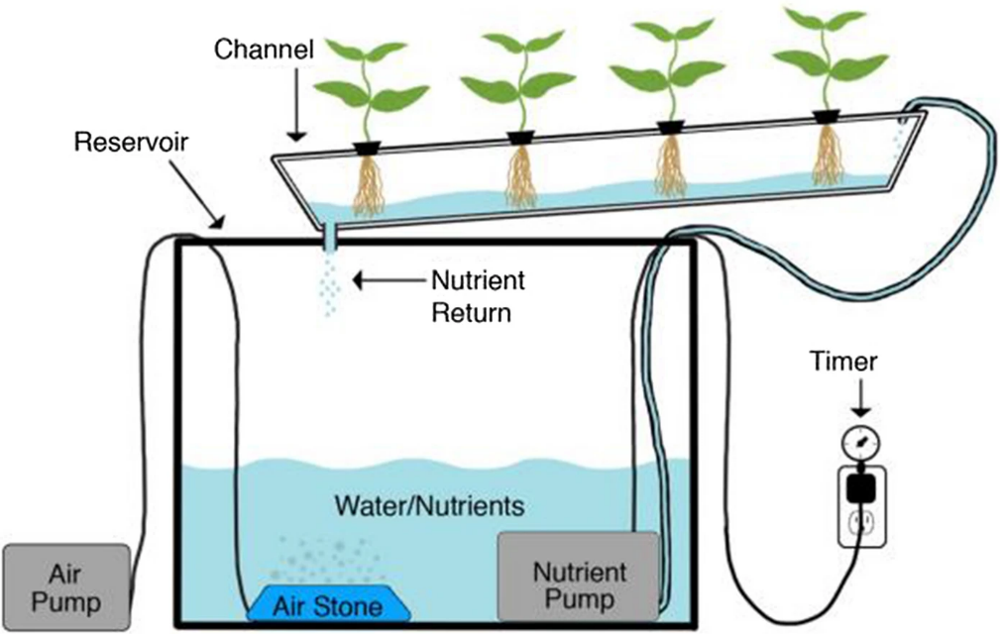 Channel
Reservoir
Nutrient
Return
Timer
Water/Nutrients
Air
Pump
Air Stone
Nutrient
Pump